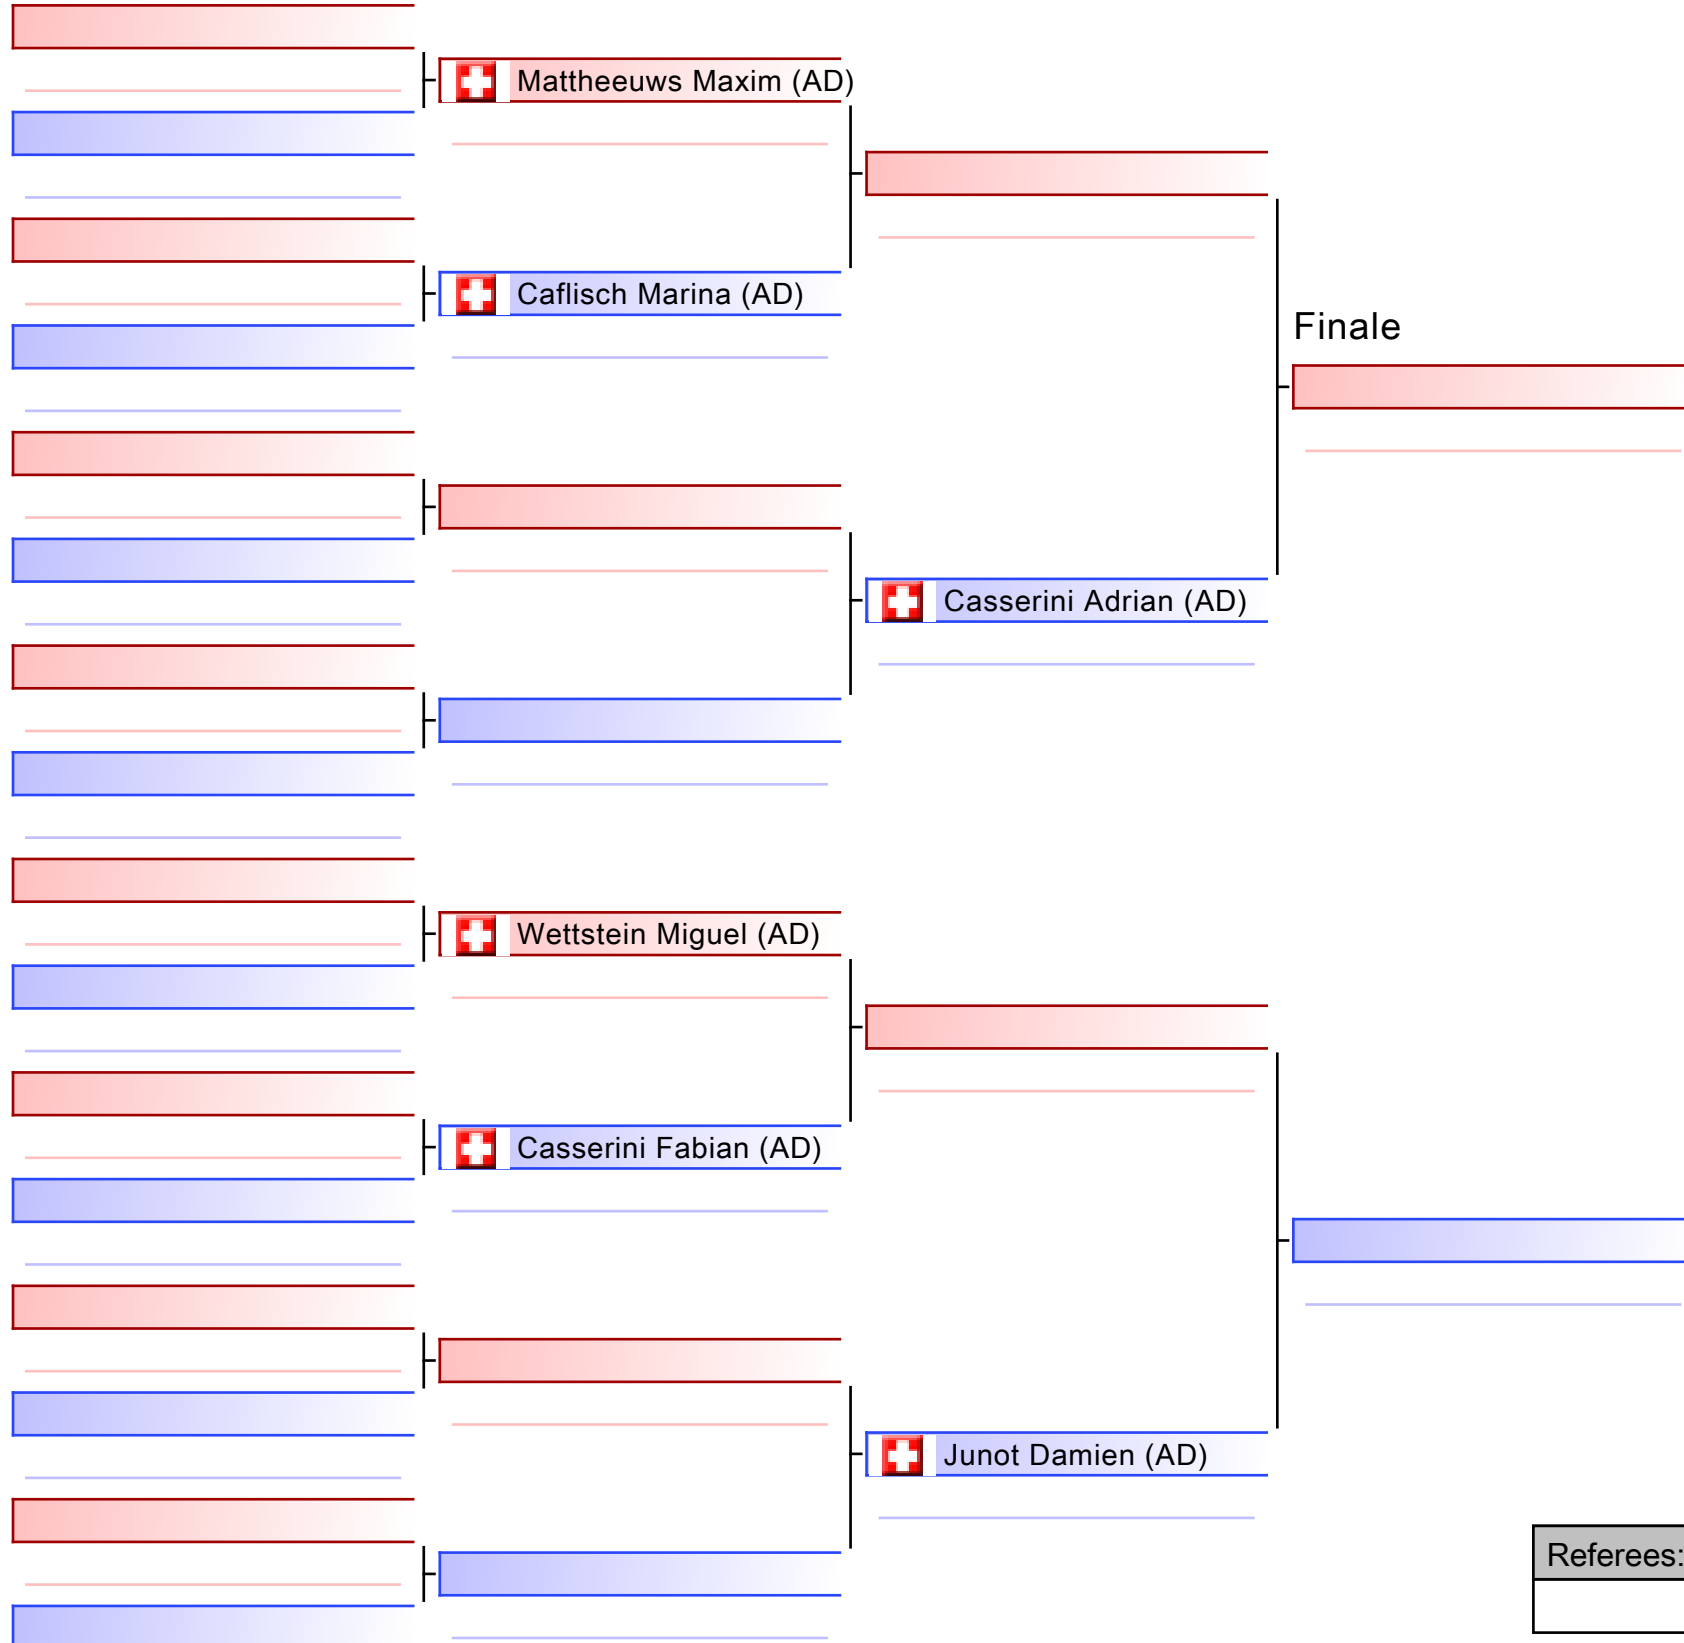 Mattheeuws Maxim (AD)
Caflisch Marina (AD)
Finale
Casserini Adrian (AD)
Wettstein Miguel (AD)
Casserini Fabian (AD)
Junot Damien (AD)
Referees: